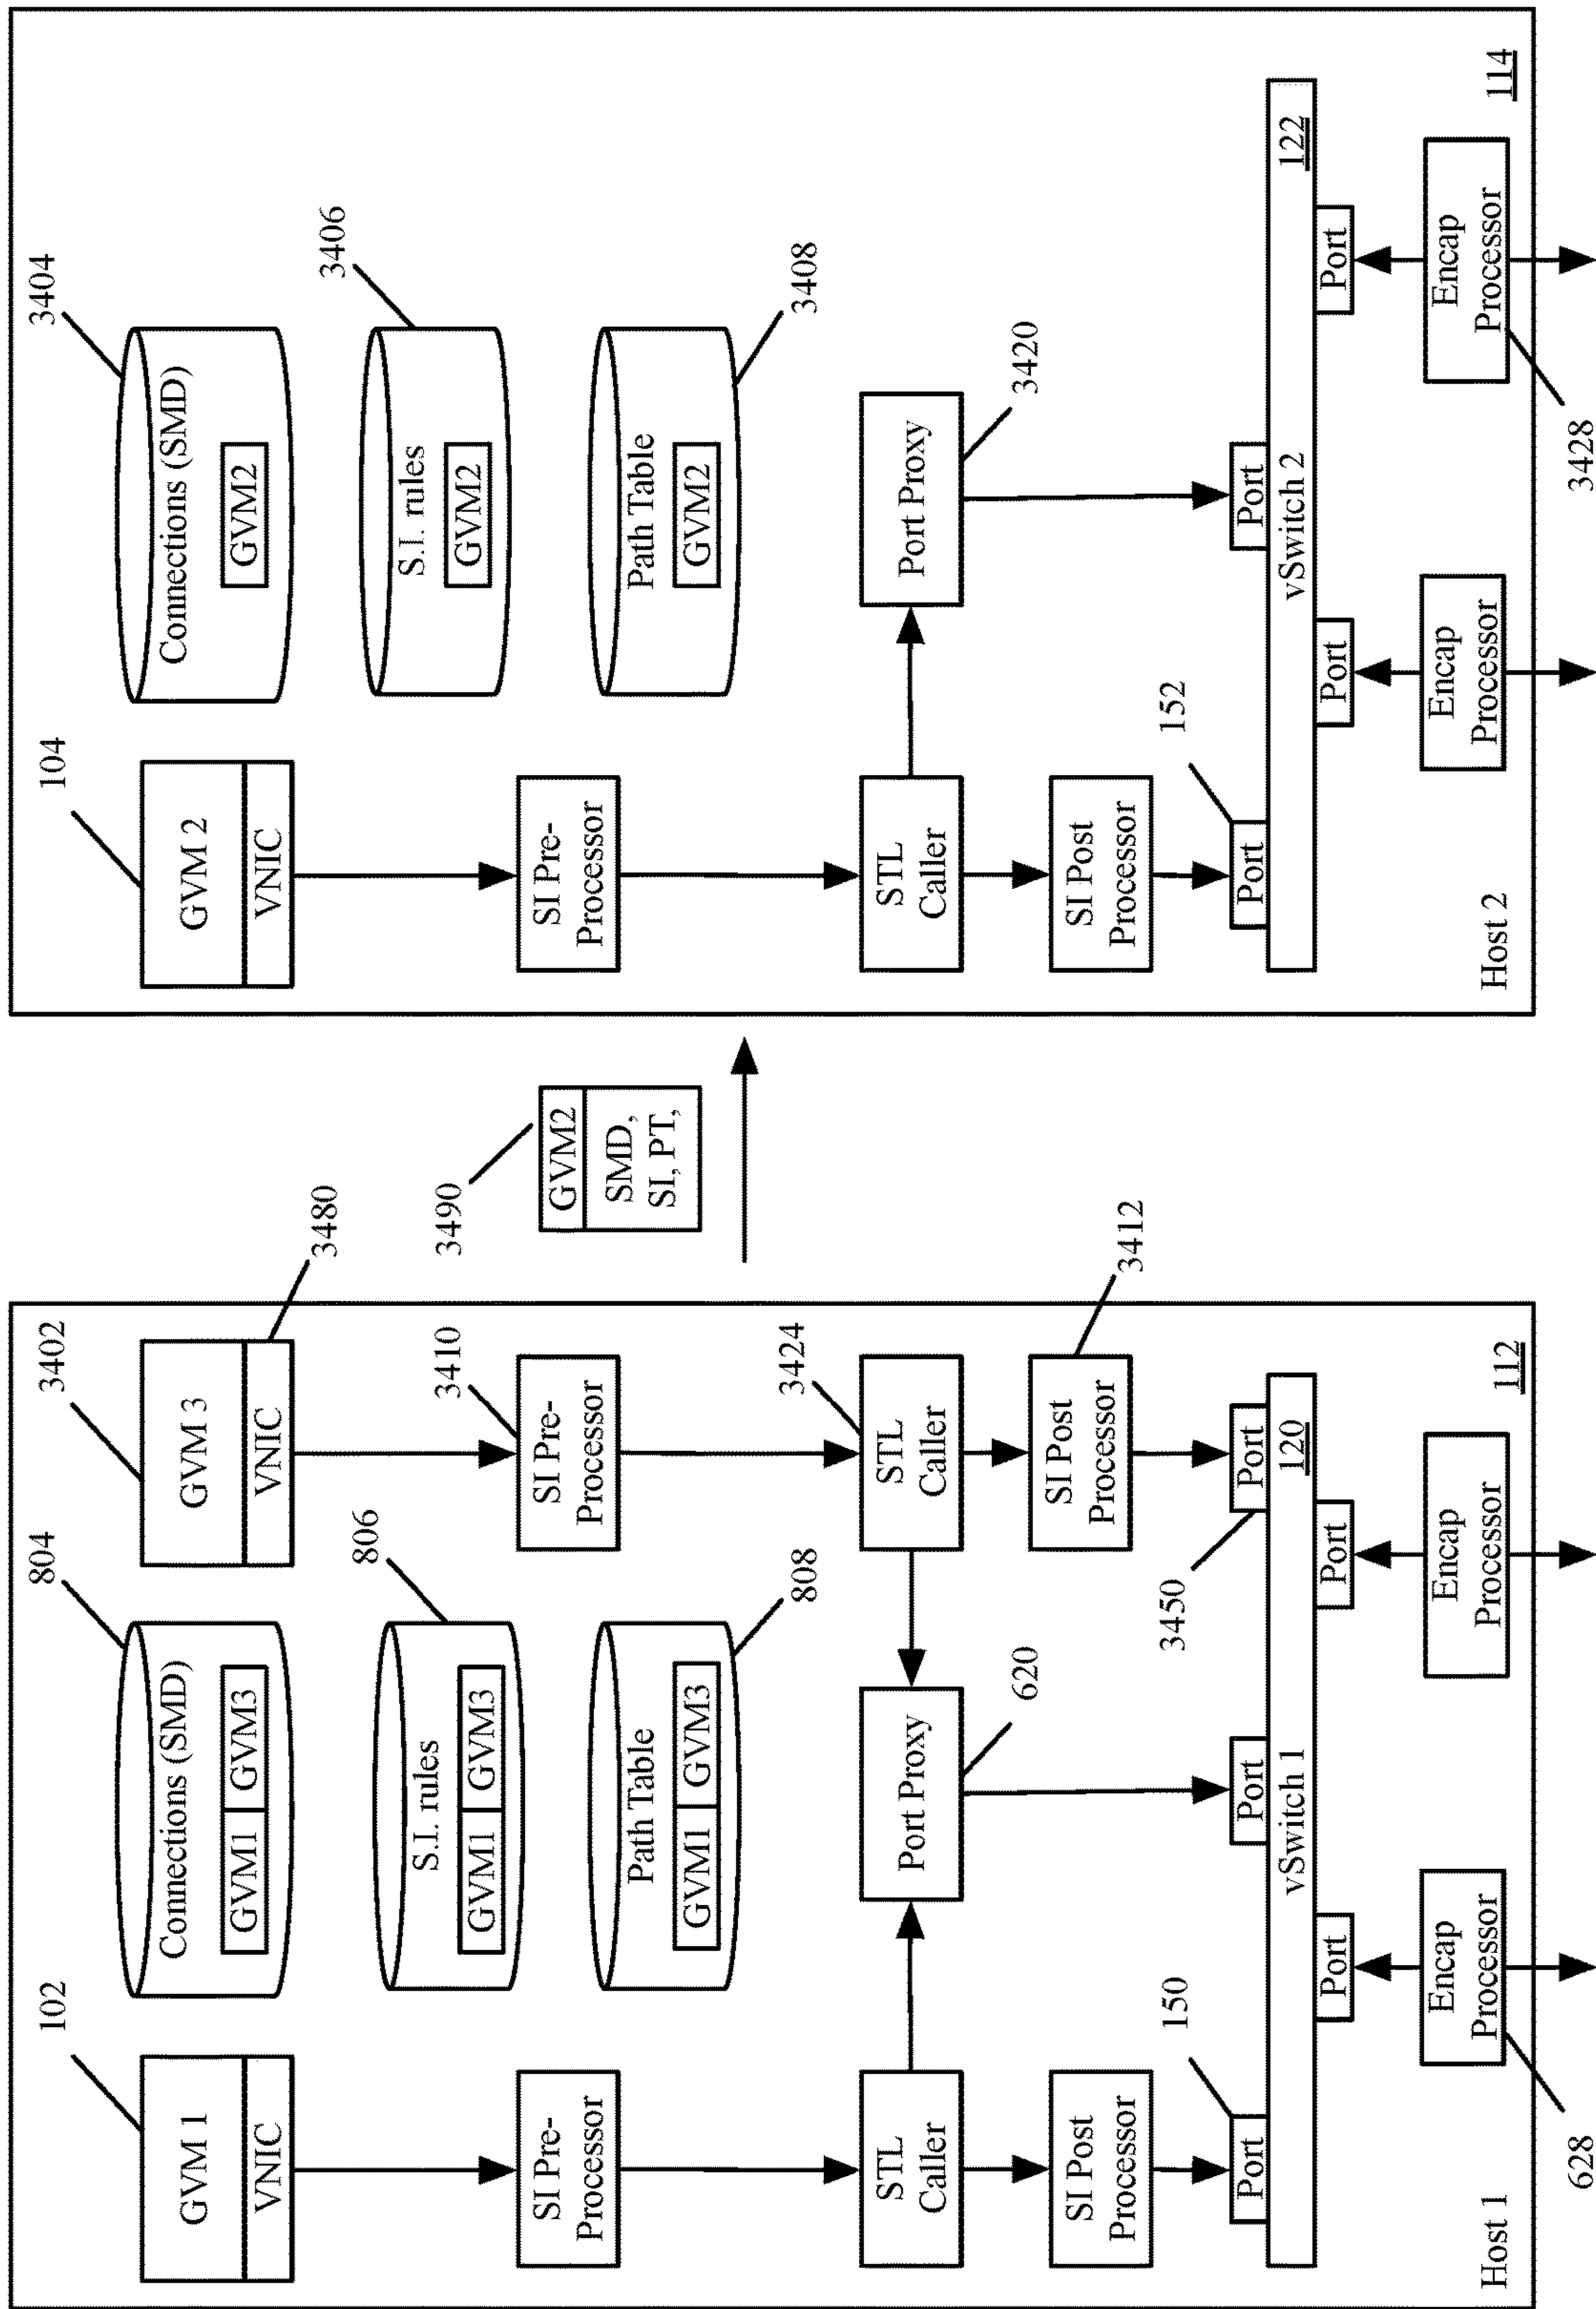 102
804
3402
GVM 1
VNIC
Connections (SMD)
GVM1
GVM3
GVM 3
VNIC
3480
806
3410
SI Pre-
Processor
S.I. rules
GVM1
GVM3
SI Pre-
Processor
808
Path Table
GVM1
GVM3
3424
STL
Caller
Port Proxy
620
STL
Caller
3412
SI Post
Processor
SI Post
Processor
150
3450
Port
Port
Port
vSwitch 1
120
Port
Port
Encap
Processor
Encap
Processor
Host 1
112
628
3490
GVM2
SMD,
SI, PT,
104
3404
GVM 2
VNIC
Connections (SMD)
GVM2
3406
SI Pre-
Processor
S.I. rules
GVM2
3408
Path Table
GVM2
STL
Caller
Port Proxy
3420
SI Post
Processor
152
Port
Port
vSwitch 2
122
Port
Port
Encap
Processor
Encap
Processor
Host 2
114
3428